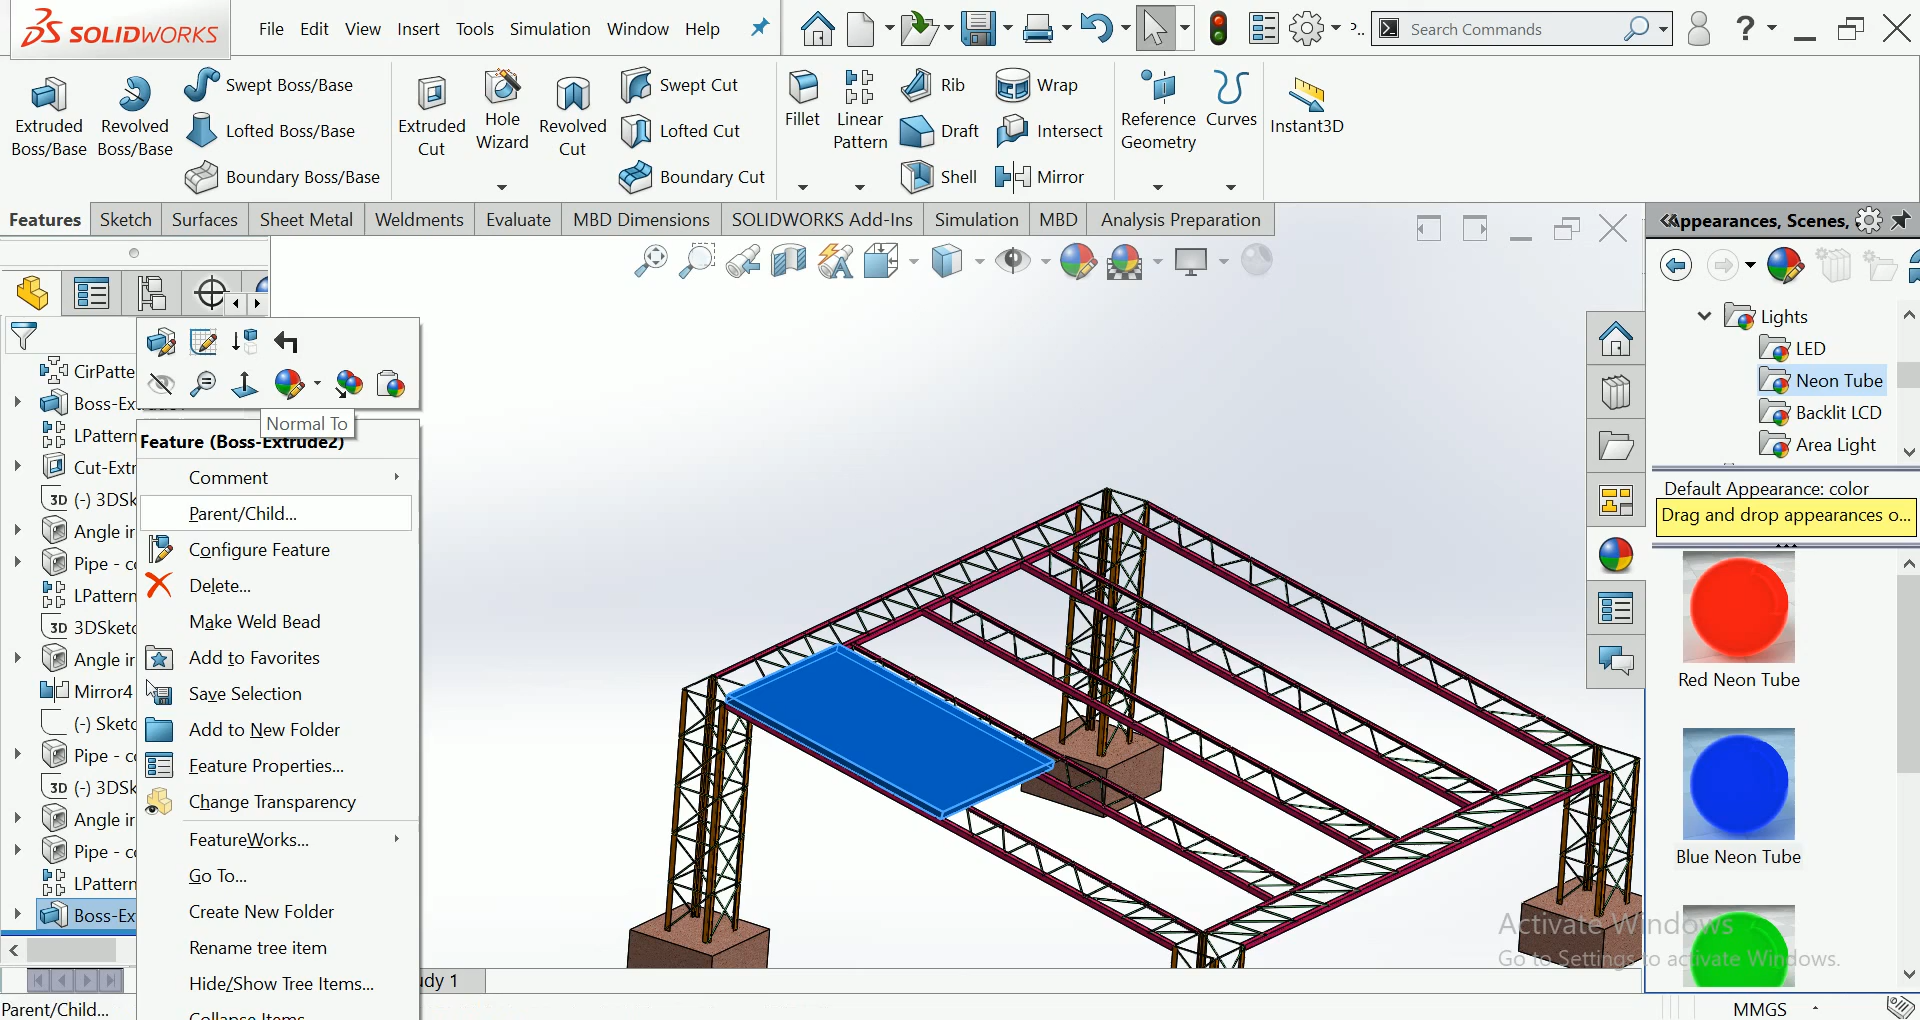 SOLIDWORKS
File Edit View Insert Tools Simulation Window Help
P..
Search Commands
?
Extruded Boss/Base
Revolved Boss/Base
Swept Boss/Base
Lofted Boss/Base
Boundary Boss/Base
Extruded Cut
Hole Wizard
Revolved Cut
Swept Cut
Lofted Cut
Boundary Cut
Fillet
Linear Pattern
Rib
Draft
Shell
Wrap
Intersect
Mirror
Reference Geometry
Curves
Instant3D
Features Sketch Surfaces Sheet Metal Weldments Evaluate MBD Dimensions SOLIDWORKS Add-Ins Simulation MBD Analysis Preparation
CirPatte
Boss-Ex
LPattern
Cut-Extr
3D (-) 3DSk
Angle ir
Pipe - c
LPattern
3D 3DSketc
Angle ir
Mirror4
(-) Sketc
Pipe - c
3D (-) 3DSk
Angle ir
Pipe - c
LPattern
Boss-Ex
Normal To
Feature (Boss-Extrude2)
Comment
Parent/Child...
Configure Feature
Delete...
Make Weld Bead
Add to Favorites
Save Selection
Add to New Folder
Feature Properties...
Change Transparency
FeatureWorks...
Go To...
Create New Folder
Rename tree item
Hide/Show Tree Items...
Collapse Items
udy 1
Parent/Child...
Appearances, Scenes,
Lights
LED
Neon Tube
Backlit LCD
Area Light
Default Appearance: color
Drag and drop appearances o...
Red Neon Tube
Blue Neon Tube
Activate Windows
Go to Settings to activate Windows.
MMGS